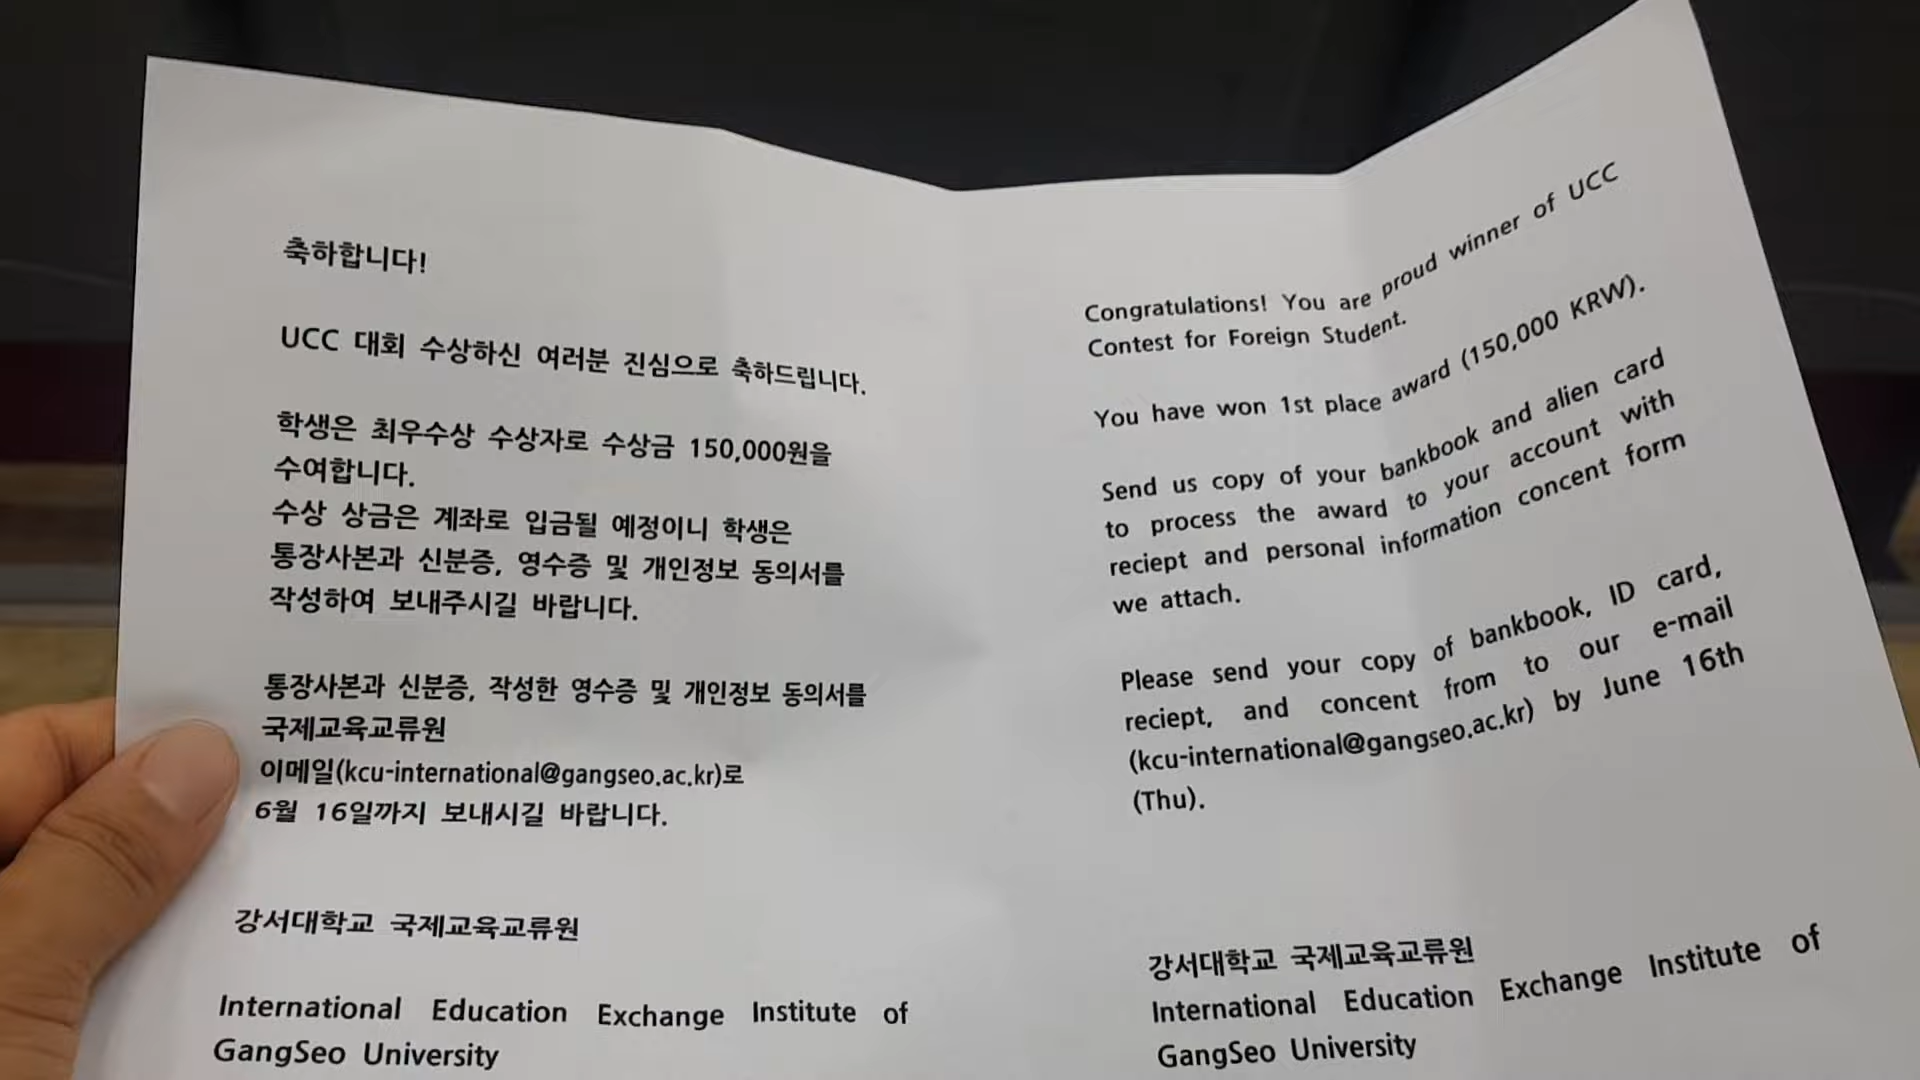 축하합니다!
UCC 대회 수상하신 여러분 진심으로 축하드립니다.
학생은 최우수상 수상자로 수상금 150,000원을
수여합니다.
수상 상금은 계좌로 입금될 예정이니 학생은
통장사본과 신분증, 영수증 및 개인정보 동의서를
작성하여 보내주시길 바랍니다.
통장사본과 신분증, 작성한 영수증 및 개인정보 동의서를
국제교육교류원
이메일(kcu-international@gangseo.ac.kr)로
6월 16일까지 보내시길 바랍니다.
강서대학교 국제교육교류원
International Education Exchange Institute of
GangSeo University
Congratulations! You are proud winner of UCC
Contest for Foreign Student.
You have won 1st place award (150,000 KRW).
Send us copy of your bankbook and alien card
to process the award to your account with
reciept and personal information concent form
we attach.
Please send your copy of bankbook, ID card,
reciept, and concent from to our e-mail
(kcu-international@gangseo.ac.kr) by June 16th
(Thu).
강서대학교 국제교육교류원
International Education Exchange Institute of
GangSeo University